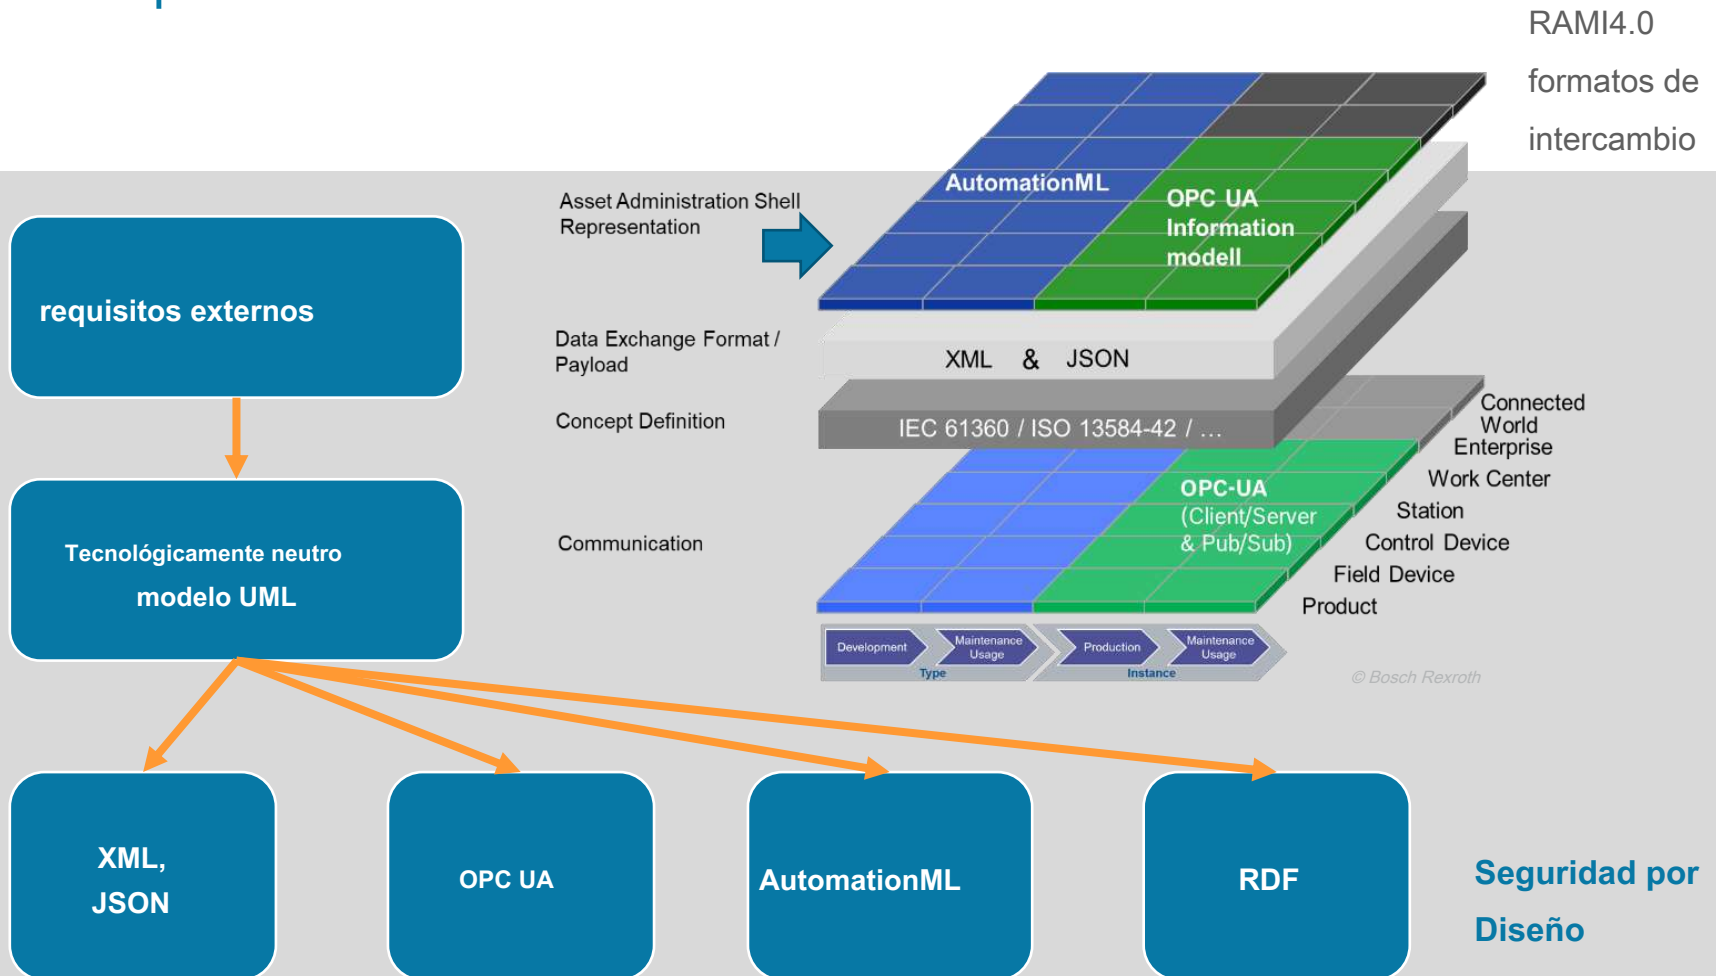 RAMI4.0
formatos de
intercambio
Asset Administration Shell
Representation
AutomationML
OPC UA
Information
modell
requisitos externos
Data Exchange Format /
Payload
XML & JSON
Concept Definition
IEC 61360 / ISO 13584-42 / ...
Connected
World
Enterprise
Work Center
Station
Control Device
Field Device
Product
OPC-UA
(Client/Server
& Pub/Sub)
Communication
Tecnológicamente neutro
modelo UML
Development
Maintenance
Usage
Production
Maintenance
Usage
Type
Instance
© Bosch Rexroth
XML,
JSON
OPC UA
AutomationML
RDF
Seguridad por
Diseño